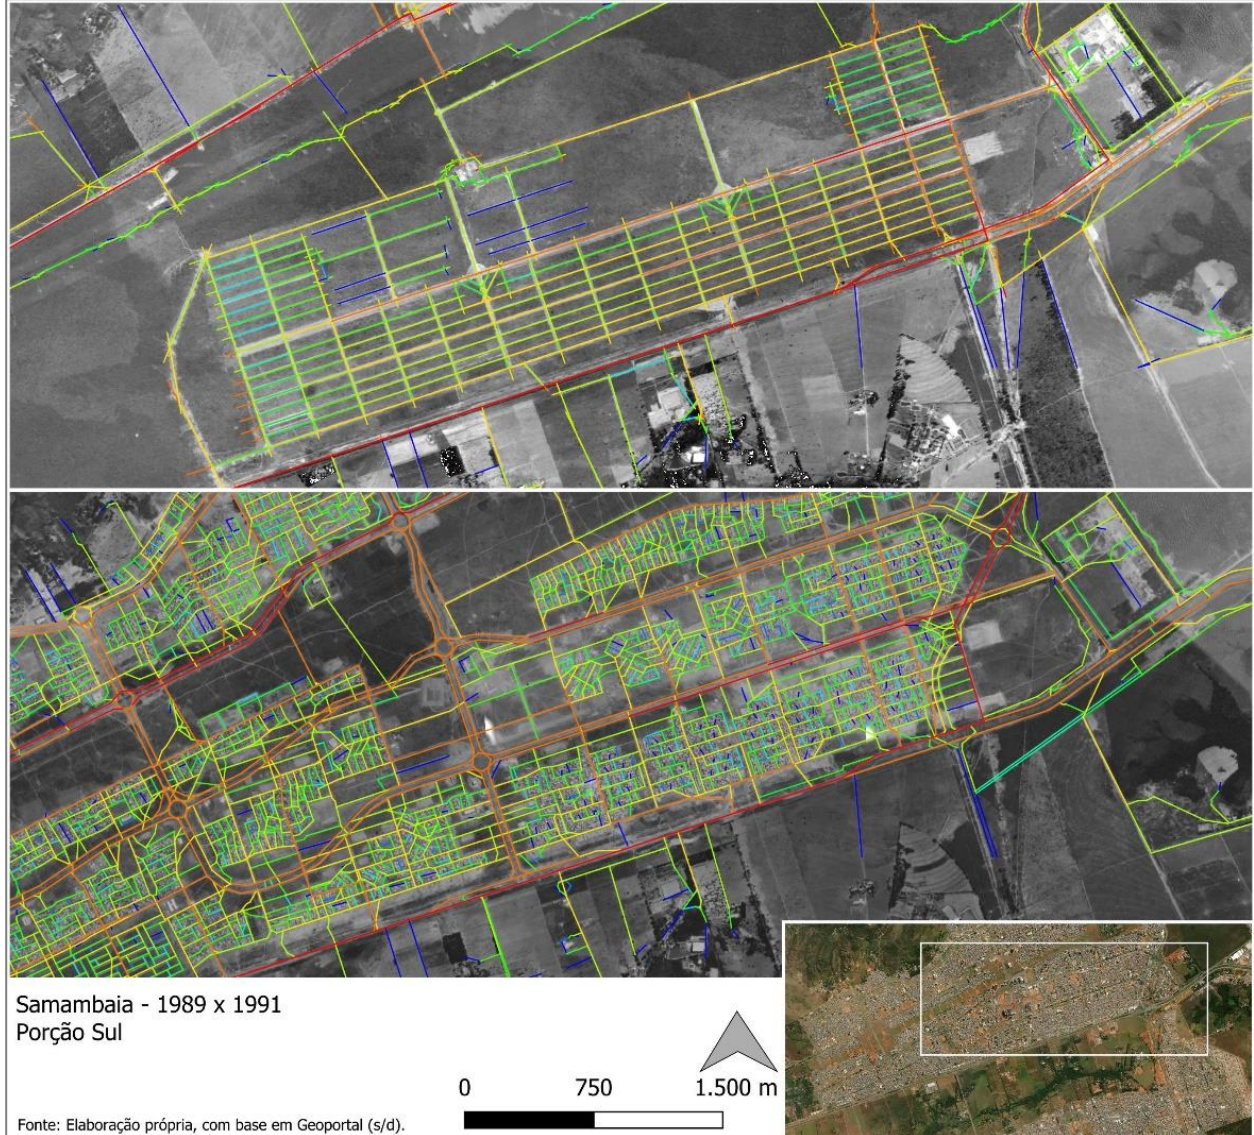 Samambaia - 1989 x 1991
Porção Sul
0 750 1.500 m
Fonte: Elaboração própria, com base em Geoportal (s/d).